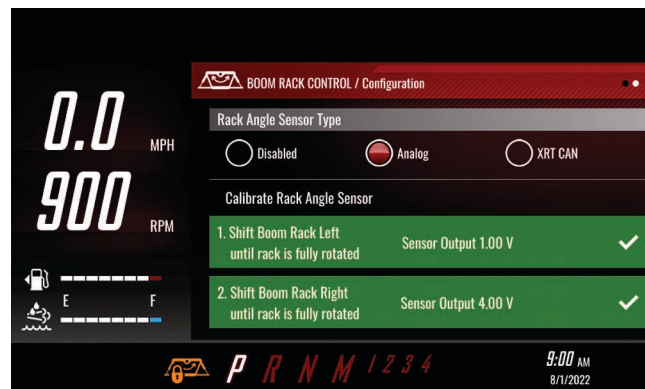 BOOM RACK CONTROL / Configuration
0.0 MPH
900 RPM
Rack Angle Sensor Type
Disabled Analog XRT CAN
Calibrate Rack Angle Sensor
1. Shift Boom Rack Left
until rack is fully rotated
Sensor Output 1.00 V
2. Shift Boom Rack Right
until rack is fully rotated
Sensor Output 4.00 V
E F
P R N M 1 2 3 4
9:00 AM
8/1/2022